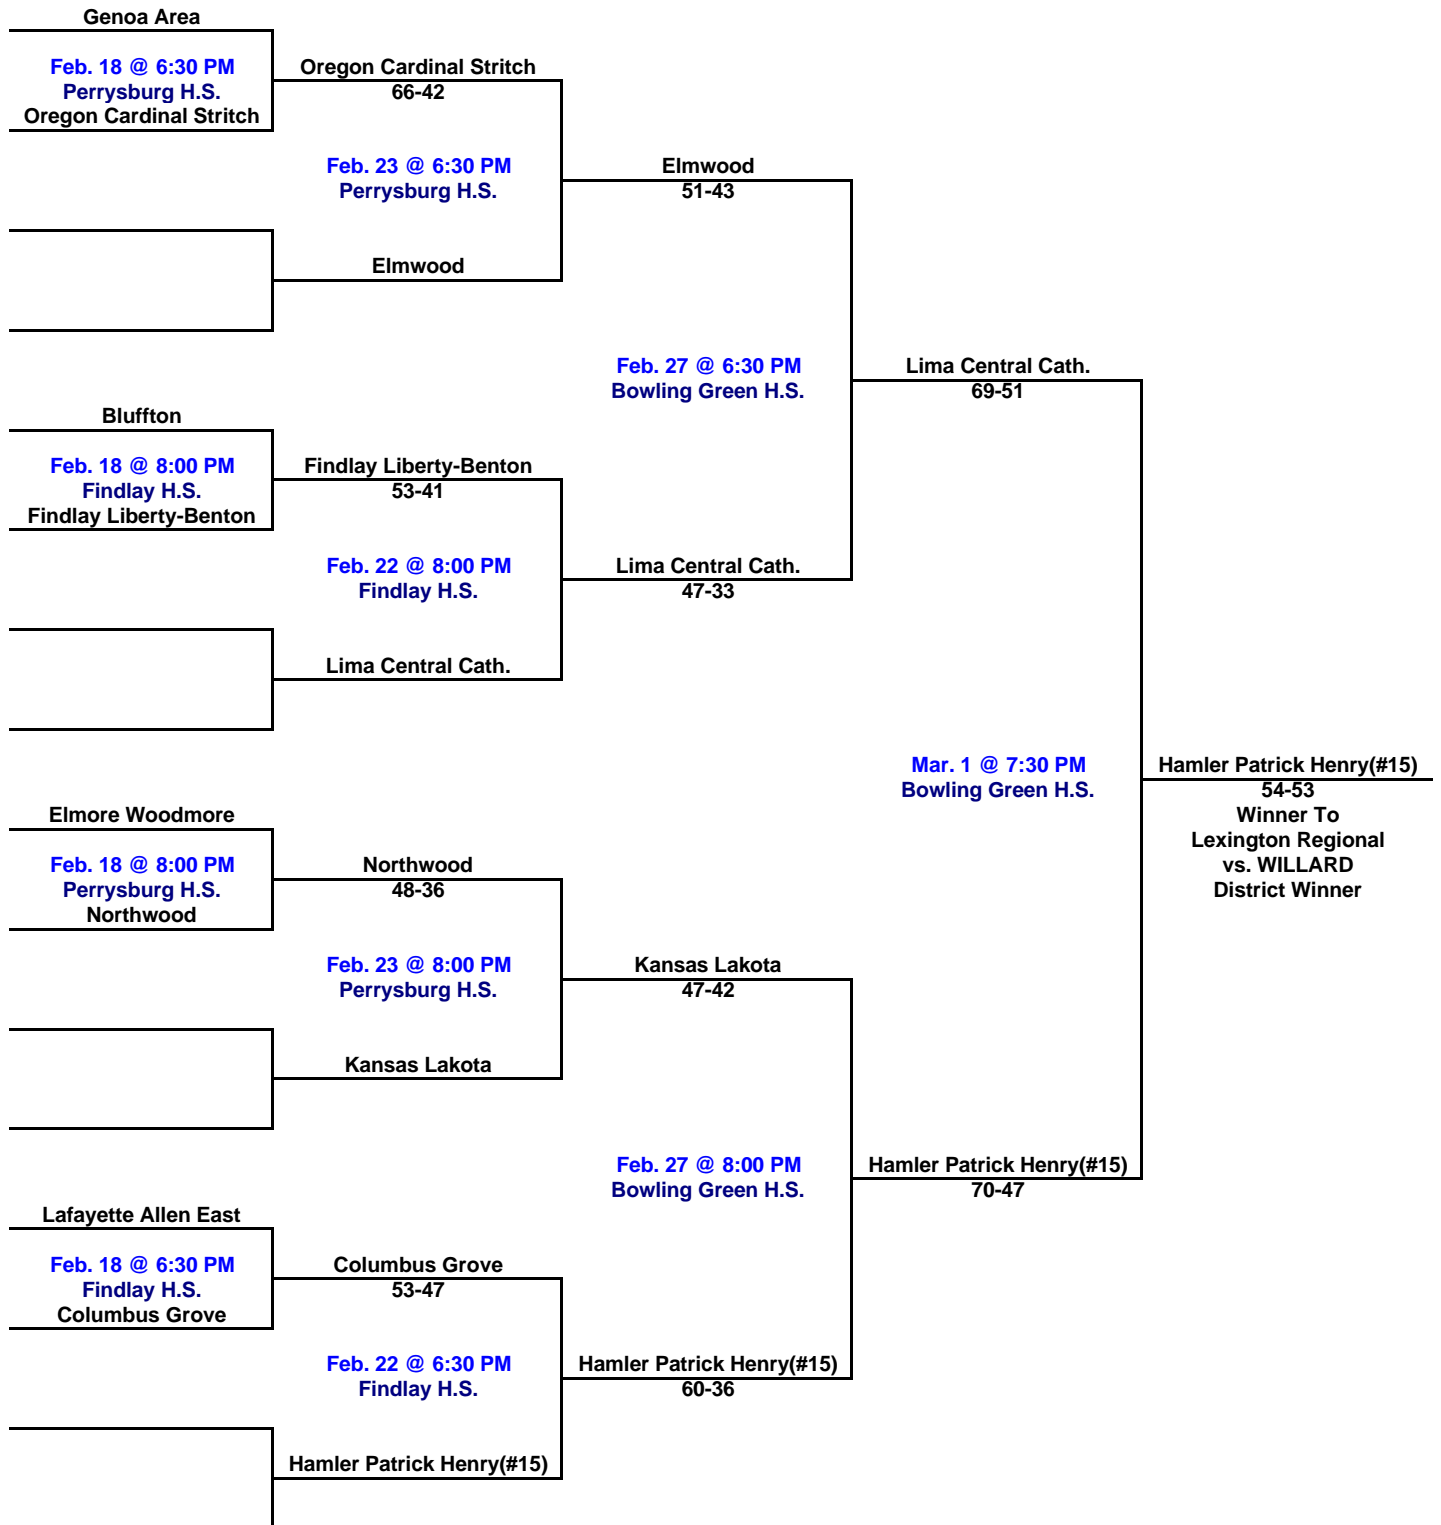 Genoa Area
Feb. 18 @ 6:30 PM
Perrysburg H.S.
Oregon Cardinal Stritch
Oregon Cardinal Stritch
66-42
Feb. 23 @ 6:30 PM
Perrysburg H.S.
Elmwood
Elmwood
51-43
Feb. 27 @ 6:30 PM
Bowling Green H.S.
Lima Central Cath.
69-51
Bluffton
Feb. 18 @ 8:00 PM
Findlay H.S.
Findlay Liberty-Benton
Findlay Liberty-Benton
53-41
Feb. 22 @ 8:00 PM
Findlay H.S.
Lima Central Cath.
47-33
Lima Central Cath.
Mar. 1 @ 7:30 PM
Bowling Green H.S.
Hamler Patrick Henry(#15)
54-53
Winner To
Lexington Regional
vs. WILLARD
District Winner
Elmore Woodmore
Feb. 18 @ 8:00 PM
Perrysburg H.S.
Northwood
Northwood
48-36
Feb. 23 @ 8:00 PM
Perrysburg H.S.
Kansas Lakota
47-42
Kansas Lakota
Feb. 27 @ 8:00 PM
Bowling Green H.S.
Hamler Patrick Henry(#15)
70-47
Lafayette Allen East
Feb. 18 @ 6:30 PM
Findlay H.S.
Columbus Grove
Columbus Grove
53-47
Feb. 22 @ 6:30 PM
Findlay H.S.
Hamler Patrick Henry(#15)
60-36
Hamler Patrick Henry(#15)